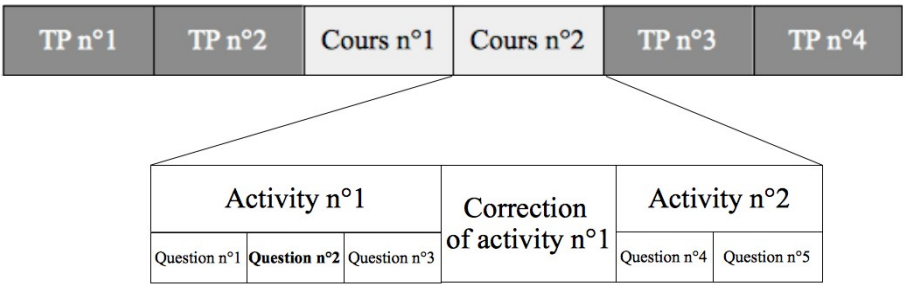 TP n°1 TP n°2 Cours n°1 Cours n°2 TP n°3 TP n°4
Activity n°1
Correction
of activity n°1
Activity n°2
Question n°1 Question n°2 Question n°3
Question n°4 Question n°5